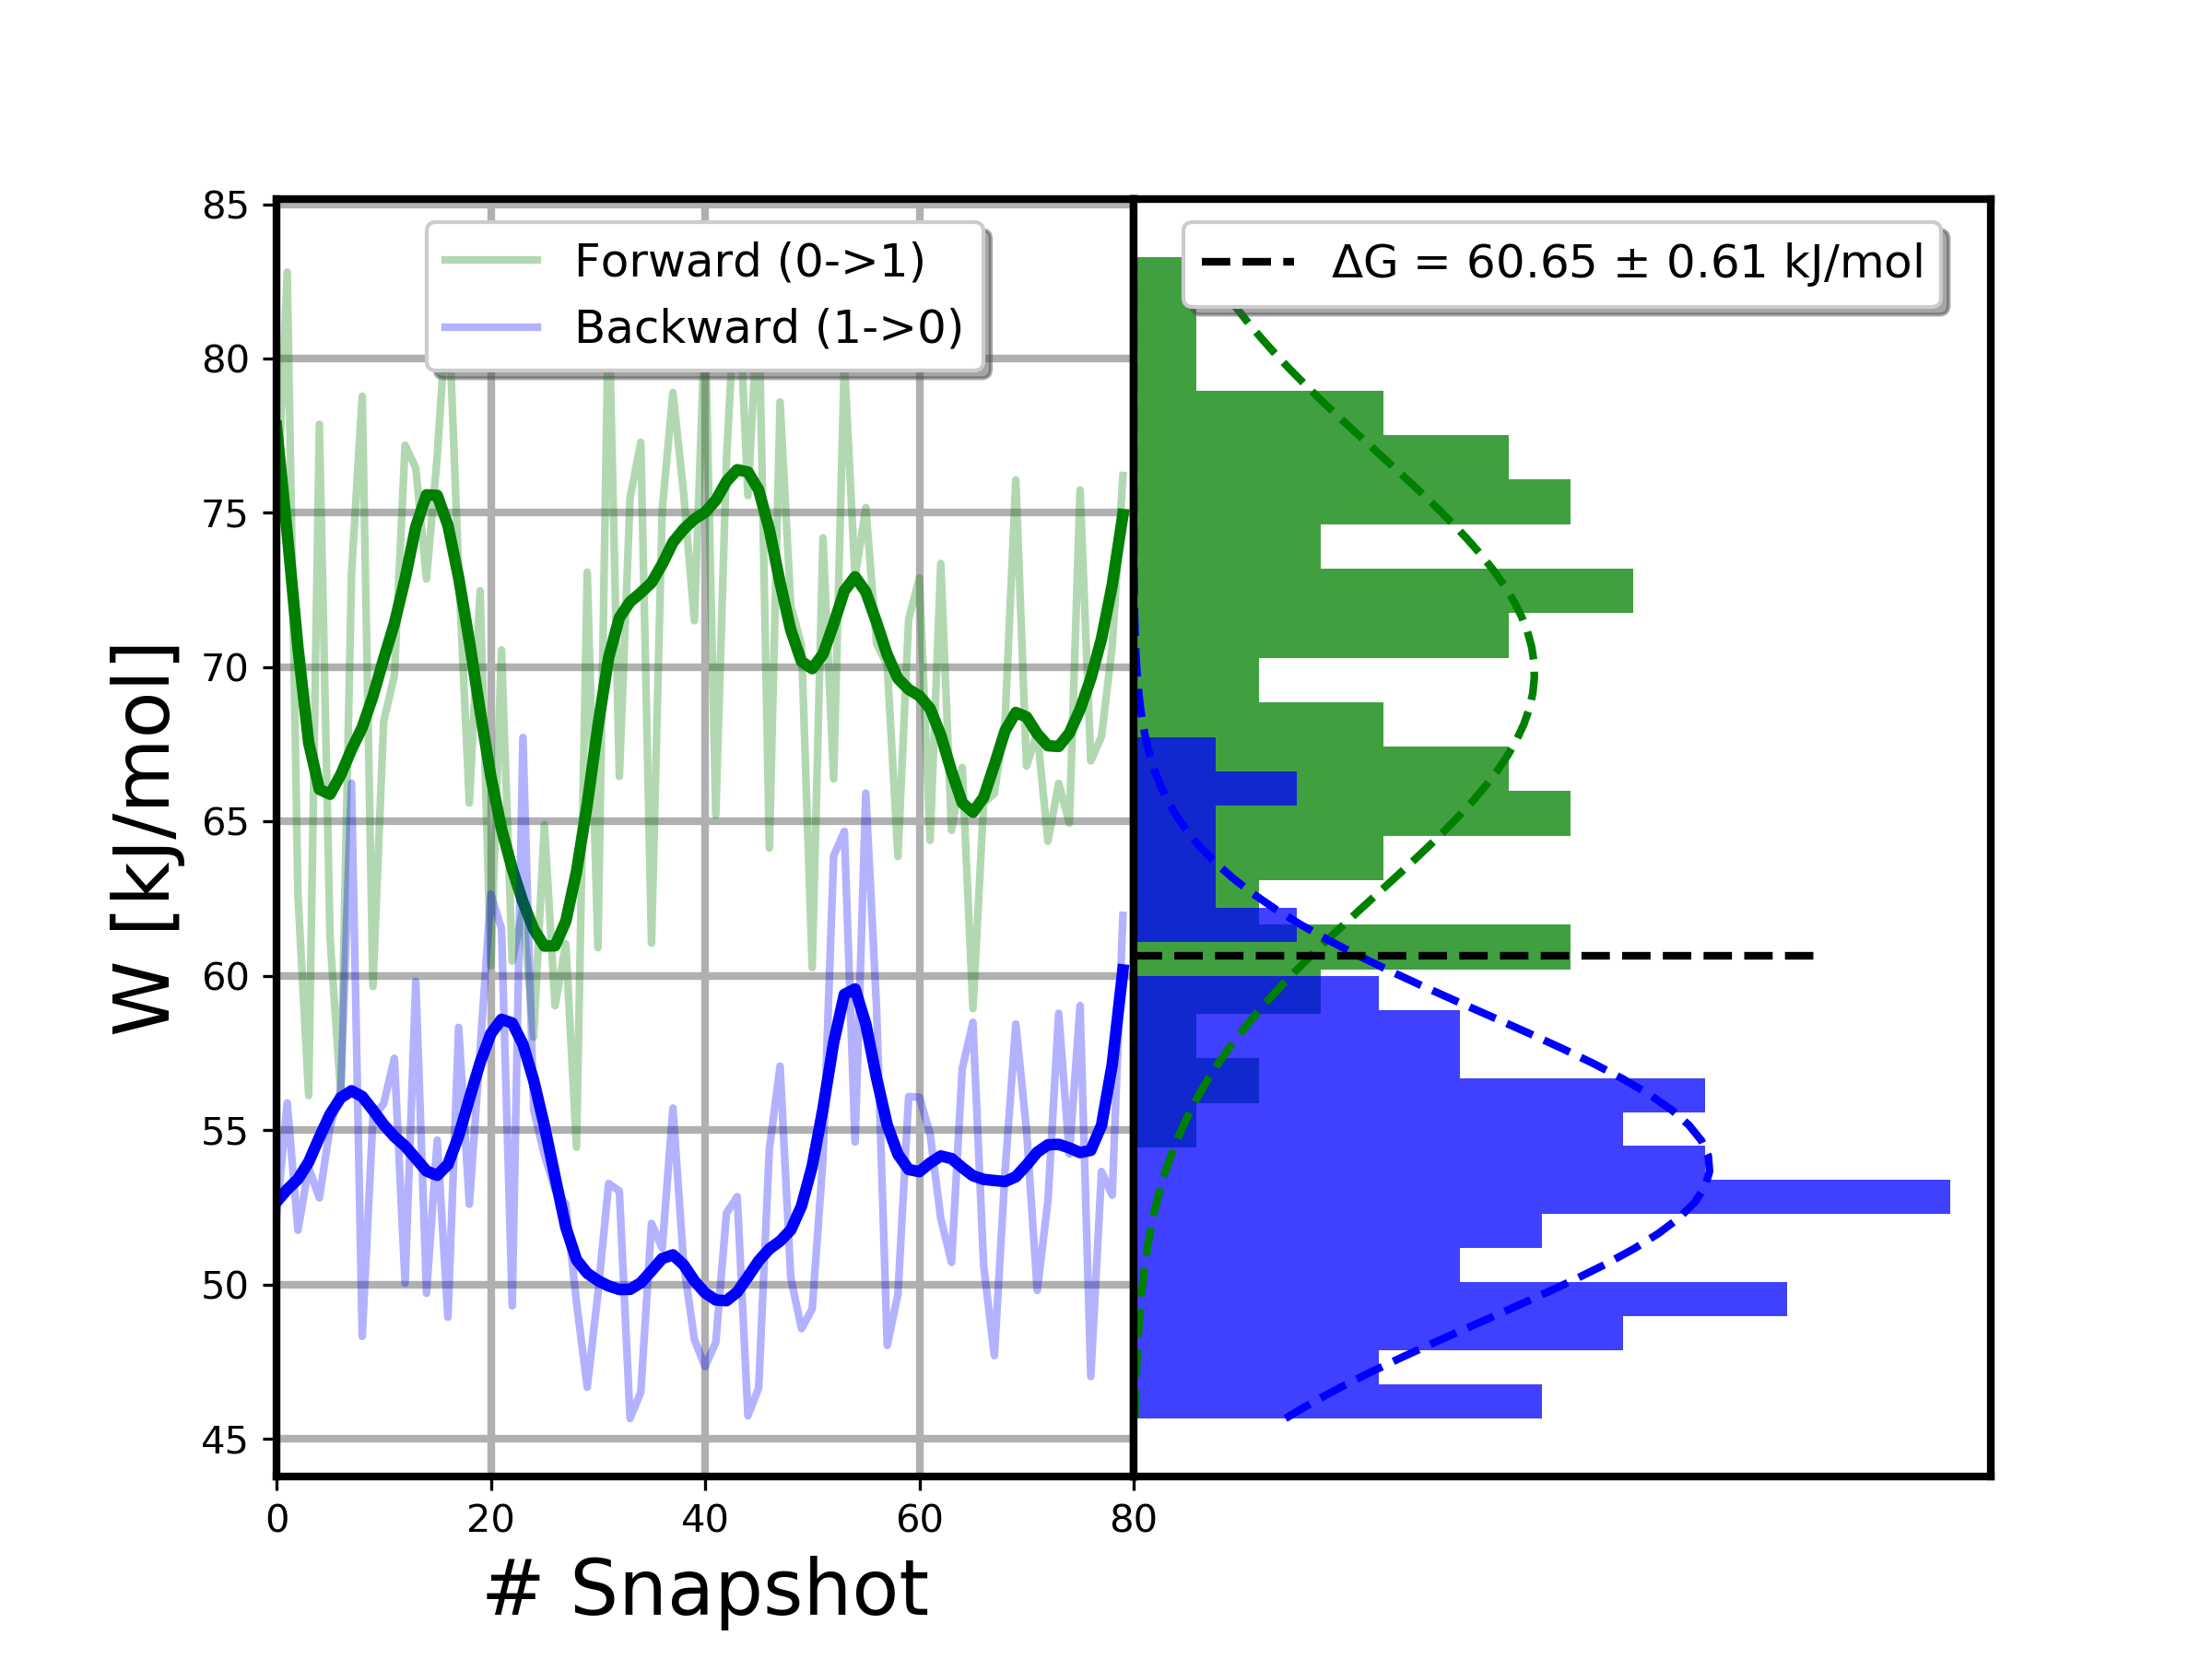 85
80
75
70
65
60
55
50
45
W [kJ/mol]
Forward (0->1)
Backward (1->0)
ΔG = 60.65 ± 0.61 kJ/mol
0 20 40 60 80
# Snapshot